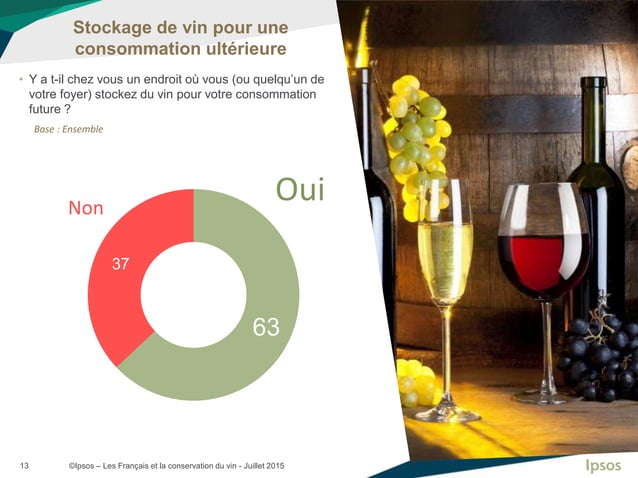 Stockage de vin pour une
consommation ultérieure
• Y a t-il chez vous un endroit où vous (ou quelqu’un de
votre foyer) stockez du vin pour votre consommation
future ?
Base : Ensemble
Oui
Non
37
63
13 ©Ipsos – Les Français et la conservation du vin - Juillet 2015
Ipsos